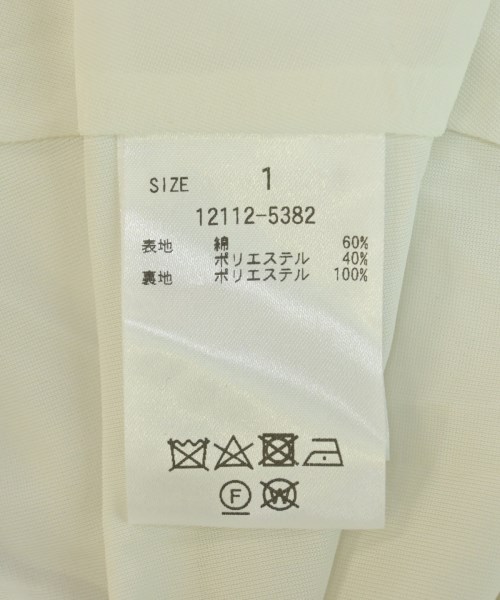 SIZE 1
12112-5382
表地 綿 60%
ポリエステル 40%
裏地 ポリエステル 100%
F W